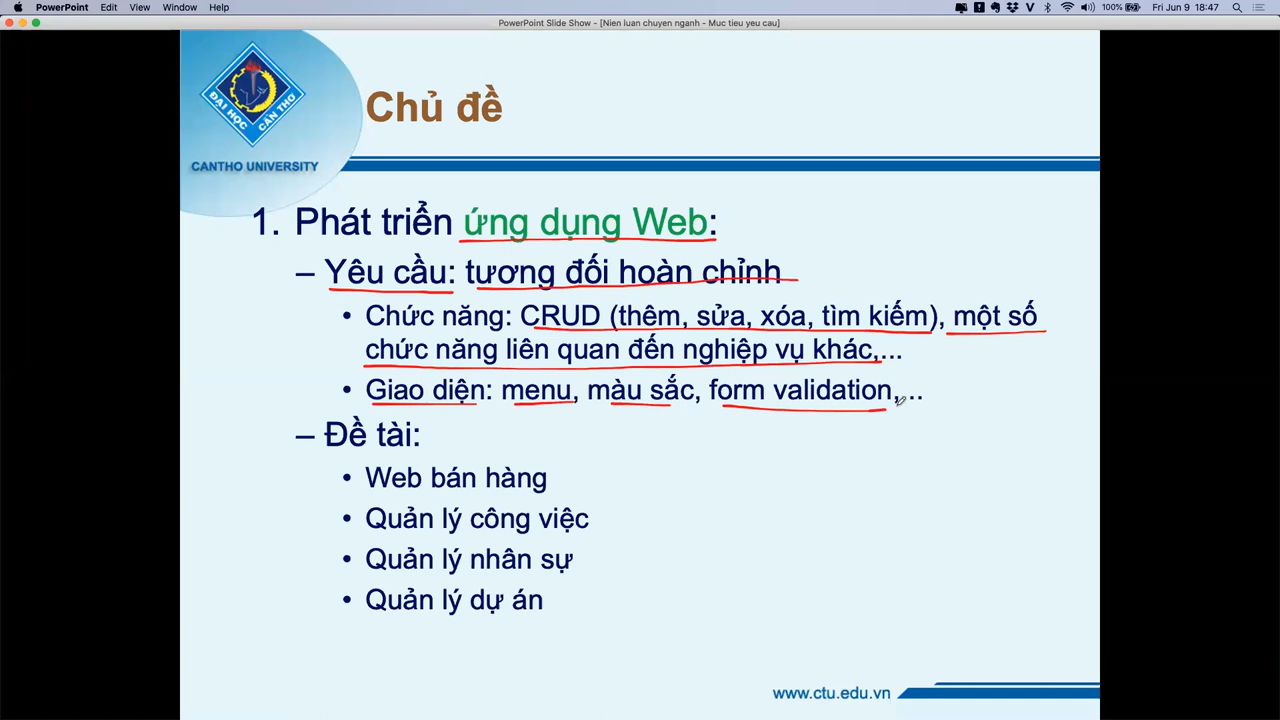 PowerPoint Edit View Window Help 100% Fri Jun 9 18:47
PowerPoint Slide Show - [Nien luan chuyen nganh - Muc tieu yeu cau]
ĐẠI HỌC CẦN THƠ
CANTHO UNIVERSITY
Chủ đề
1. Phát triển ứng dụng Web:
– Yêu cầu: tương đối hoàn chỉnh
• Chức năng: CRUD (thêm, sửa, xóa, tìm kiếm), một số
chức năng liên quan đến nghiệp vụ khác,...
• Giao diện: menu, màu sắc, form validation,...
– Đề tài:
• Web bán hàng
• Quản lý công việc
• Quản lý nhân sự
• Quản lý dự án
www.ctu.edu.vn